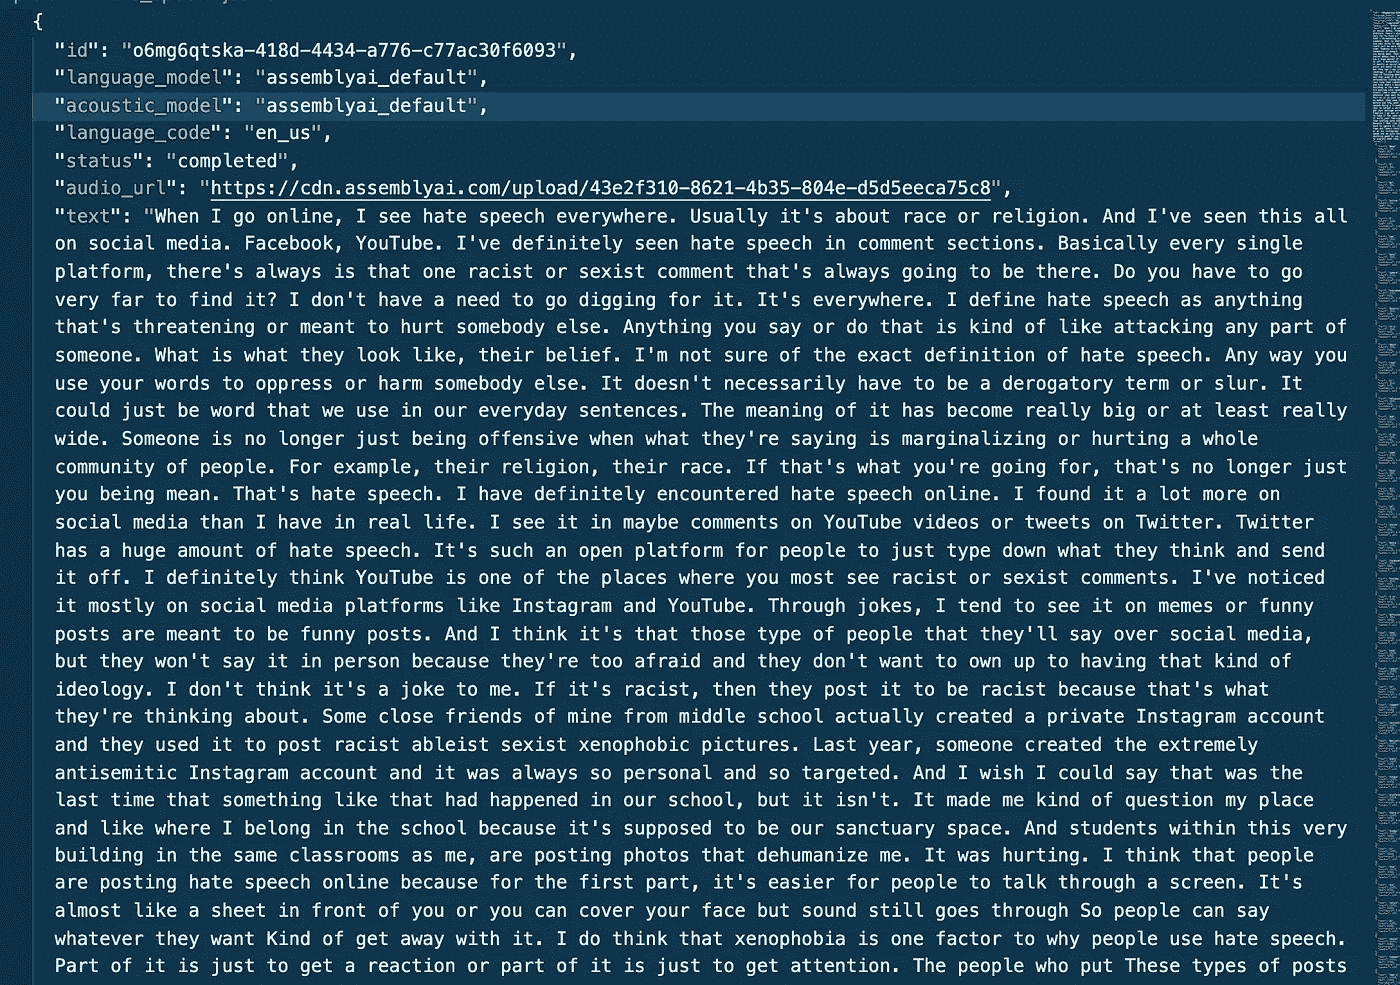 {
"id": "o6mg6qtska-418d-4434-a776-c77ac30f6093",
"language_model": "assemblyai_default",
"acoustic_model": "assemblyai_default",
"language_code": "en_us",
"status": "completed",
"audio_url": "https://cdn.assemblyai.com/upload/43e2f310-8621-4b35-804e-d5d5eeca75c8",
"text": "When I go online, I see hate speech everywhere. Usually it's about race or religion. And I've seen this all
on social media. Facebook, YouTube. I've definitely seen hate speech in comment sections. Basically every single
platform, there's always is that one racist or sexist comment that's always going to be there. Do you have to go
very far to find it? I don't have a need to go digging for it. It's everywhere. I define hate speech as anything
that's threatening or meant to hurt somebody else. Anything you say or do that is kind of like attacking any part of
someone. What is what they look like, their belief. I'm not sure of the exact definition of hate speech. Any way you
use your words to oppress or harm somebody else. It doesn't necessarily have to be a derogatory term or slur. It
could just be word that we use in our everyday sentences. The meaning of it has become really big or at least really
wide. Someone is no longer just being offensive when what they're saying is marginalizing or hurting a whole
community of people. For example, their religion, their race. If that's what you're going for, that's no longer just
you being mean. That's hate speech. I have definitely encountered hate speech online. I found it a lot more on
social media than I have in real life. I see it in maybe comments on YouTube videos or tweets on Twitter. Twitter
has a huge amount of hate speech. It's such an open platform for people to just type down what they think and send
it off. I definitely think YouTube is one of the places where you most see racist or sexist comments. I've noticed
it mostly on social media platforms like Instagram and YouTube. Through jokes, I tend to see it on memes or funny
posts are meant to be funny posts. And I think it's that those type of people that they'll say over social media,
but they won't say it in person because they're too afraid and they don't want to own up to having that kind of
ideology. I don't think it's a joke to me. If it's racist, then they post it to be racist because that's what
they're thinking about. Some close friends of mine from middle school actually created a private Instagram account
and they used it to post racist ableist sexist xenophobic pictures. Last year, someone created the extremely
antisemitic Instagram account and it was always so personal and so targeted. And I wish I could say that was the
last time that something like that had happened in our school, but it isn't. It made me kind of question my place
and like where I belong in the school because it's supposed to be our sanctuary space. And students within this very
building in the same classrooms as me, are posting photos that dehumanize me. It was hurting. I think that people
are posting hate speech online because for the first part, it's easier for people to talk through a screen. It's
almost like a sheet in front of you or you can cover your face but sound still goes through So people can say
whatever they want Kind of get away with it. I do think that xenophobia is one factor to why people use hate speech.
Part of it is just to get a reaction or part of it is just to get attention. The people who put These types of posts